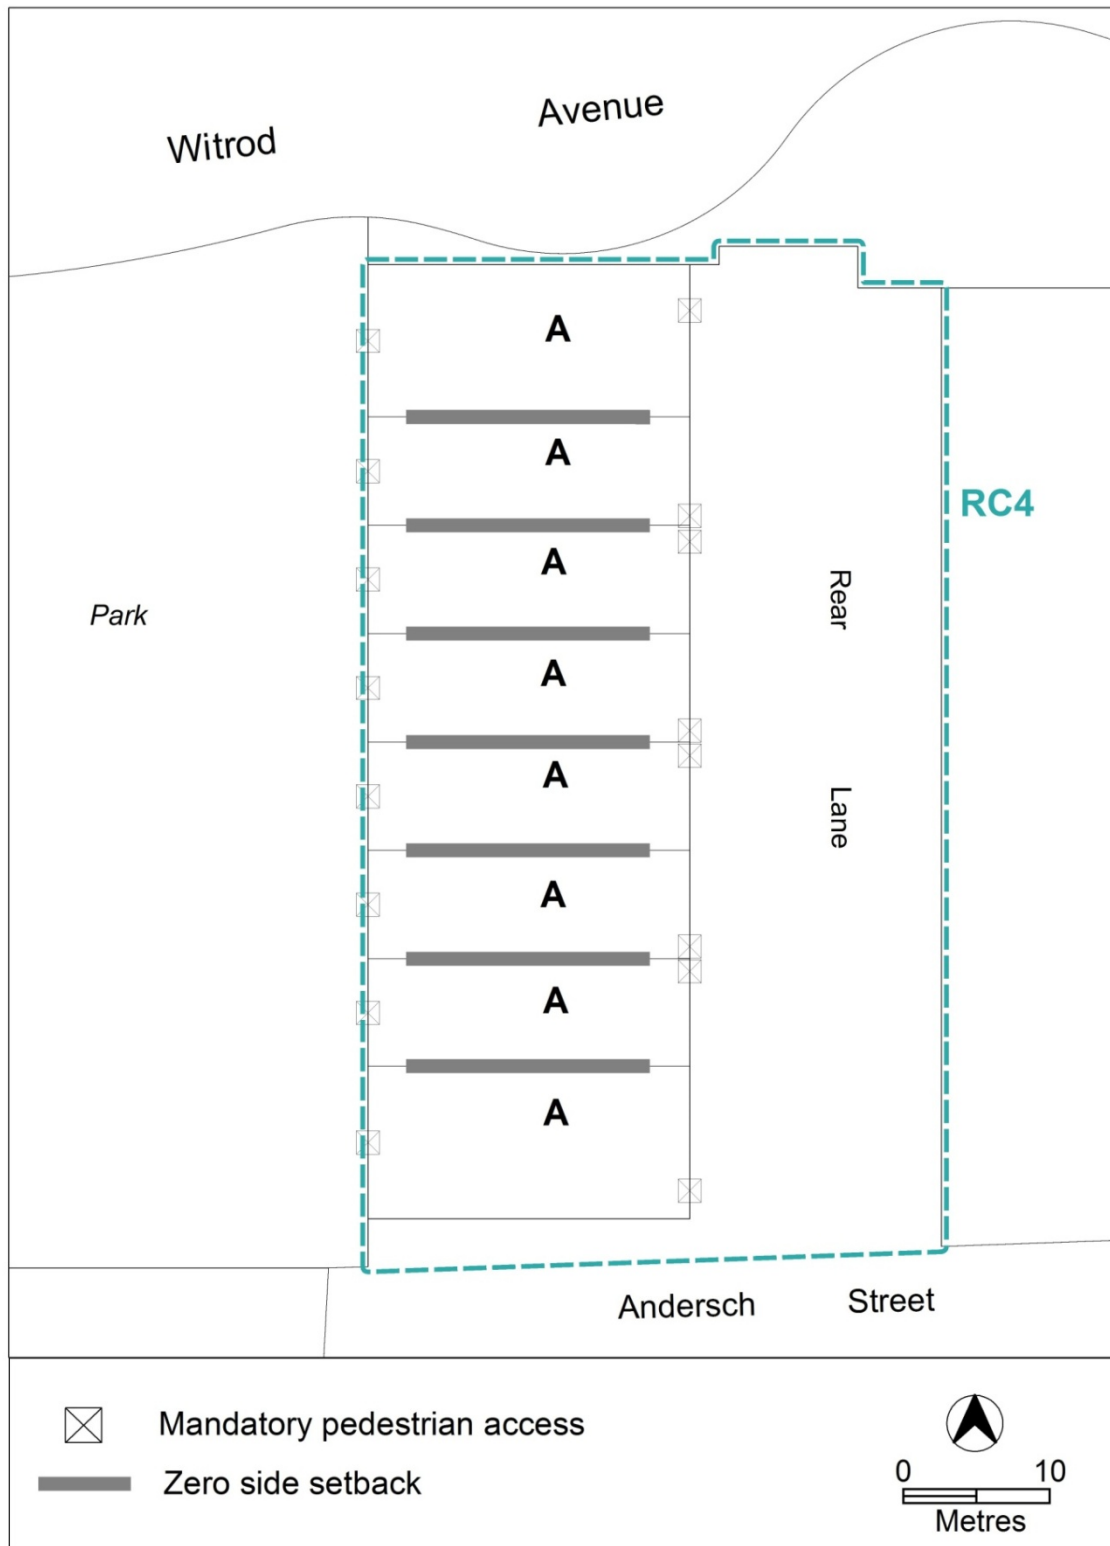 Witrod Avenue
A
A
RC4
A
Rear
Park
A
A
Lane
A
A
A
Andersch Street
Mandatory pedestrian access
Zero side setback
0 10
Metres